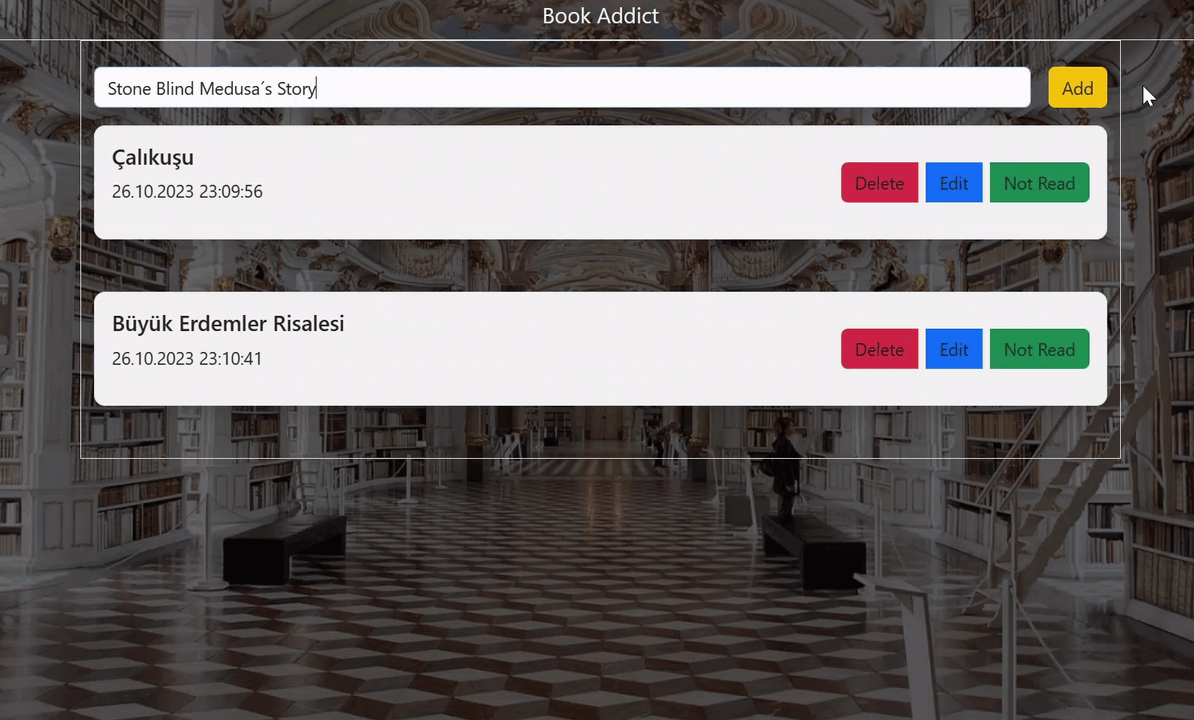 Book Addict
Stone Blind Medusa´s Story
Add
Çalıkuşu
26.10.2023 23:09:56
Delete
Edit
Not Read
Büyük Erdemler Risalesi
26.10.2023 23:10:41
Delete
Edit
Not Read